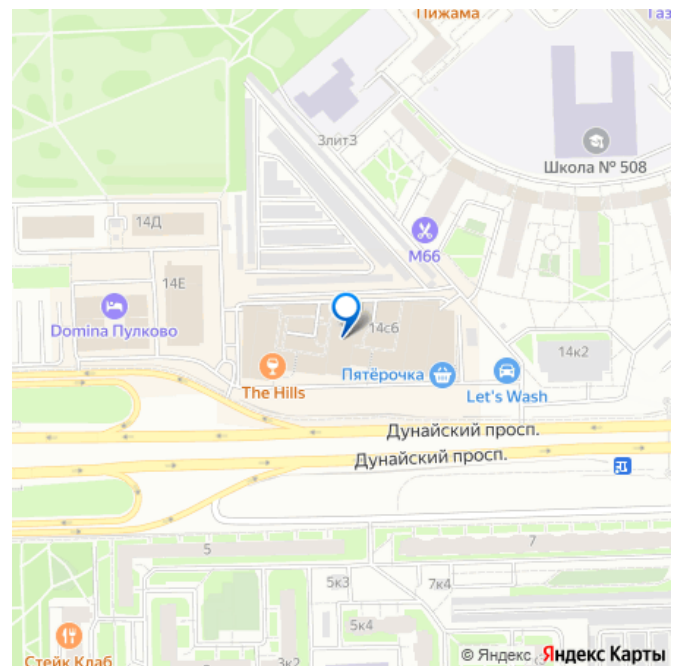 Пижама
Газ
3литЗ
Школа № 508
14Д
М66
14Е
Domina Пулково
14с6
14к2
Пятёрочка
The Hills
Let's Wash
Дунайский просп.
Дунайский просп.
5
7
5к3
7к4
5к4
Стейк Клаб
3к2
© Яндекс Яндекс Карты